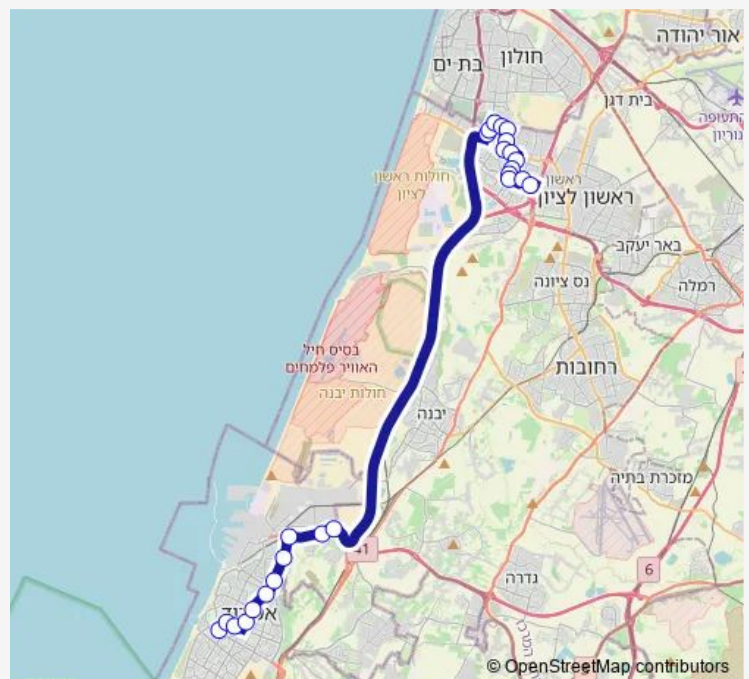 אור יהודה
חולון
בת ים
בית דגן
ראשון
חולות ראשון
לציון
ראשון לציון
באר יעקב
נס ציונה
רמלה
בסיס חיל
האוויר פלמחים
רחובות
חולות יבנה
יבנה
מזכרת בתיה
41
6
גדרה
© OpenStreetMap contributors